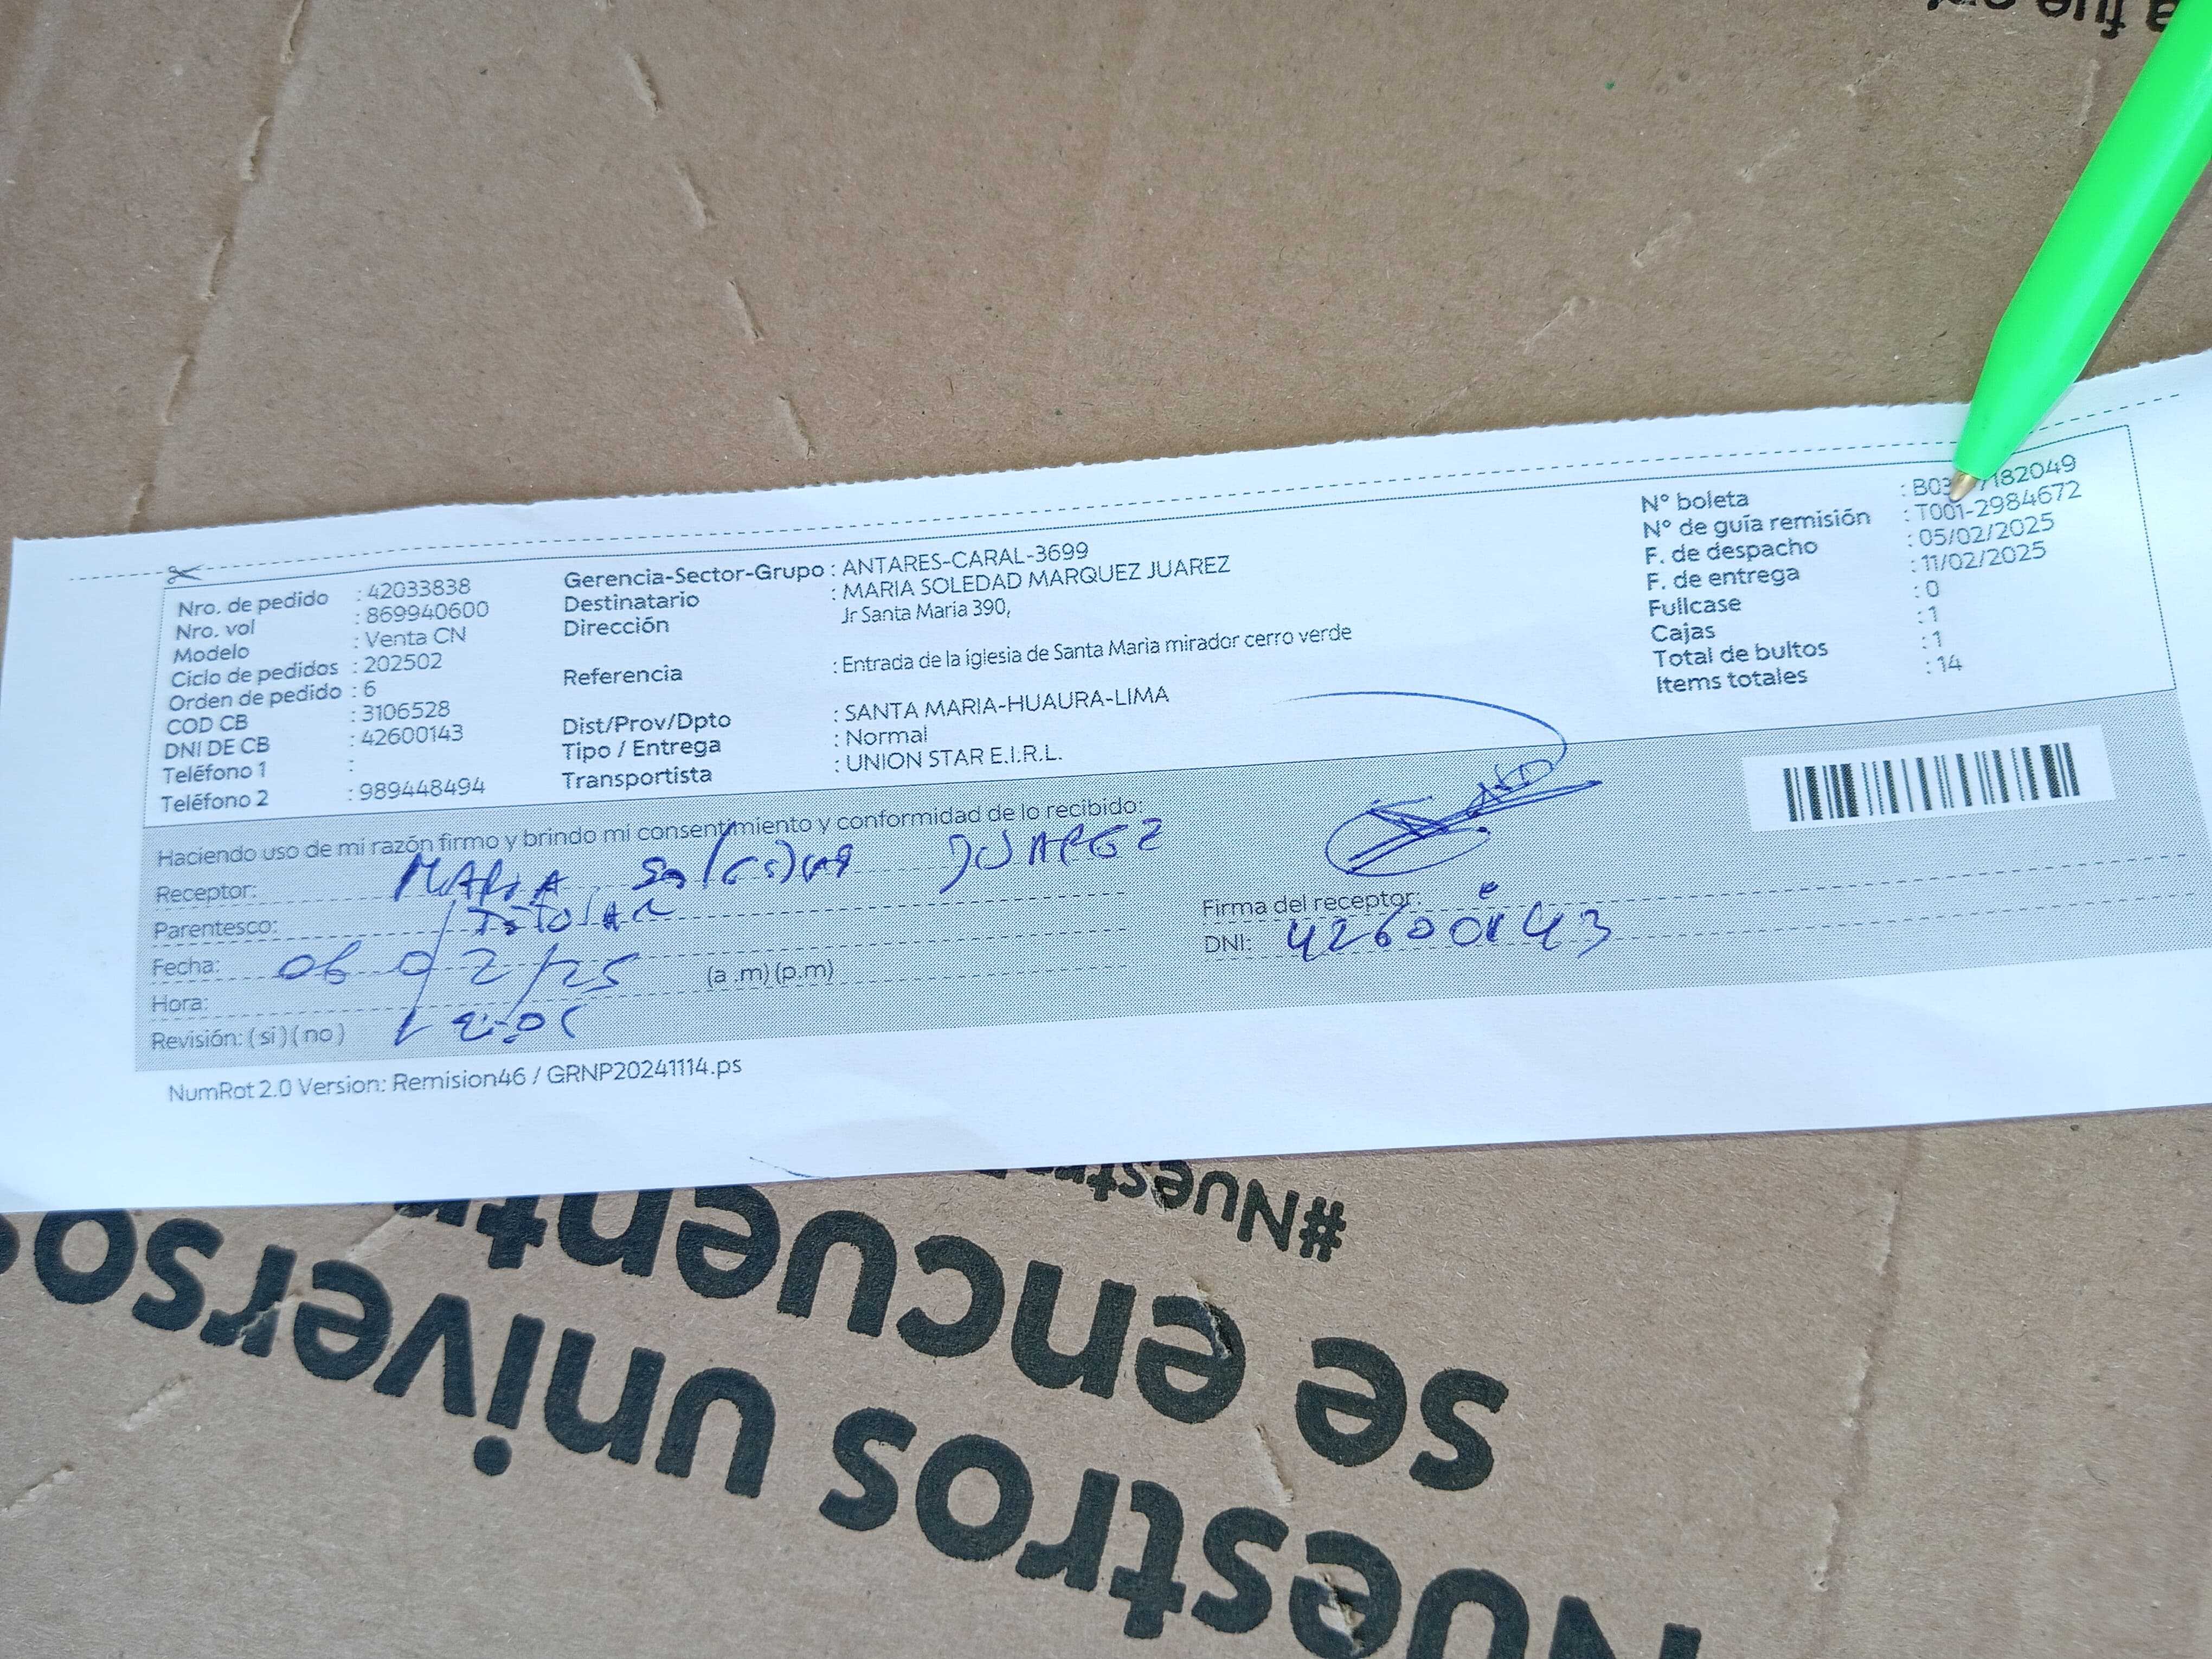 a fue
Nro. de pedido : 42033838
Nro. vol : 869940600
Modelo : Venta CN
Ciclo de pedidos : 202502
Orden de pedido : 6
COD CB : 3106528
DNI DE CB : 42600143
Teléfono 1 :
Teléfono 2 : 989448494
Gerencia-Sector-Grupo : ANTARES-CARAL-3699
Destinatario : MARIA SOLEDAD MARQUEZ JUAREZ
Dirección Jr Santa Maria 390,
Referencia : Entrada de la iglesia de Santa Maria mirador cerro verde
Dist/Prov/Dpto : SANTA MARIA-HUAURA-LIMA
Tipo / Entrega : Normal
Transportista : UNION STAR E.I.R.L.
N° boleta : B03 7182049
N° de guía remisión : T001-2984672
F. de despacho : 05/02/2025
F. de entrega : 11/02/2025
Fullcase : 0
Cajas : 1
Total de bultos : 1
Items totales : 14
Haciendo uso de mi razón firmo y brindo mi consentimiento y conformidad de lo recibido:
Receptor: MARIA JUAREZ
Parentesco: TITULAR
Fecha: 06/02/25
Hora: (a .m) (p.m)
Revisión: ( si ) ( no )
Firma del receptor:
DNI: 42600143
NumRot 2.0 Version: Remision46 / GRNP20241114.ps
#Nuestra
se encuentr
Nuestros universos